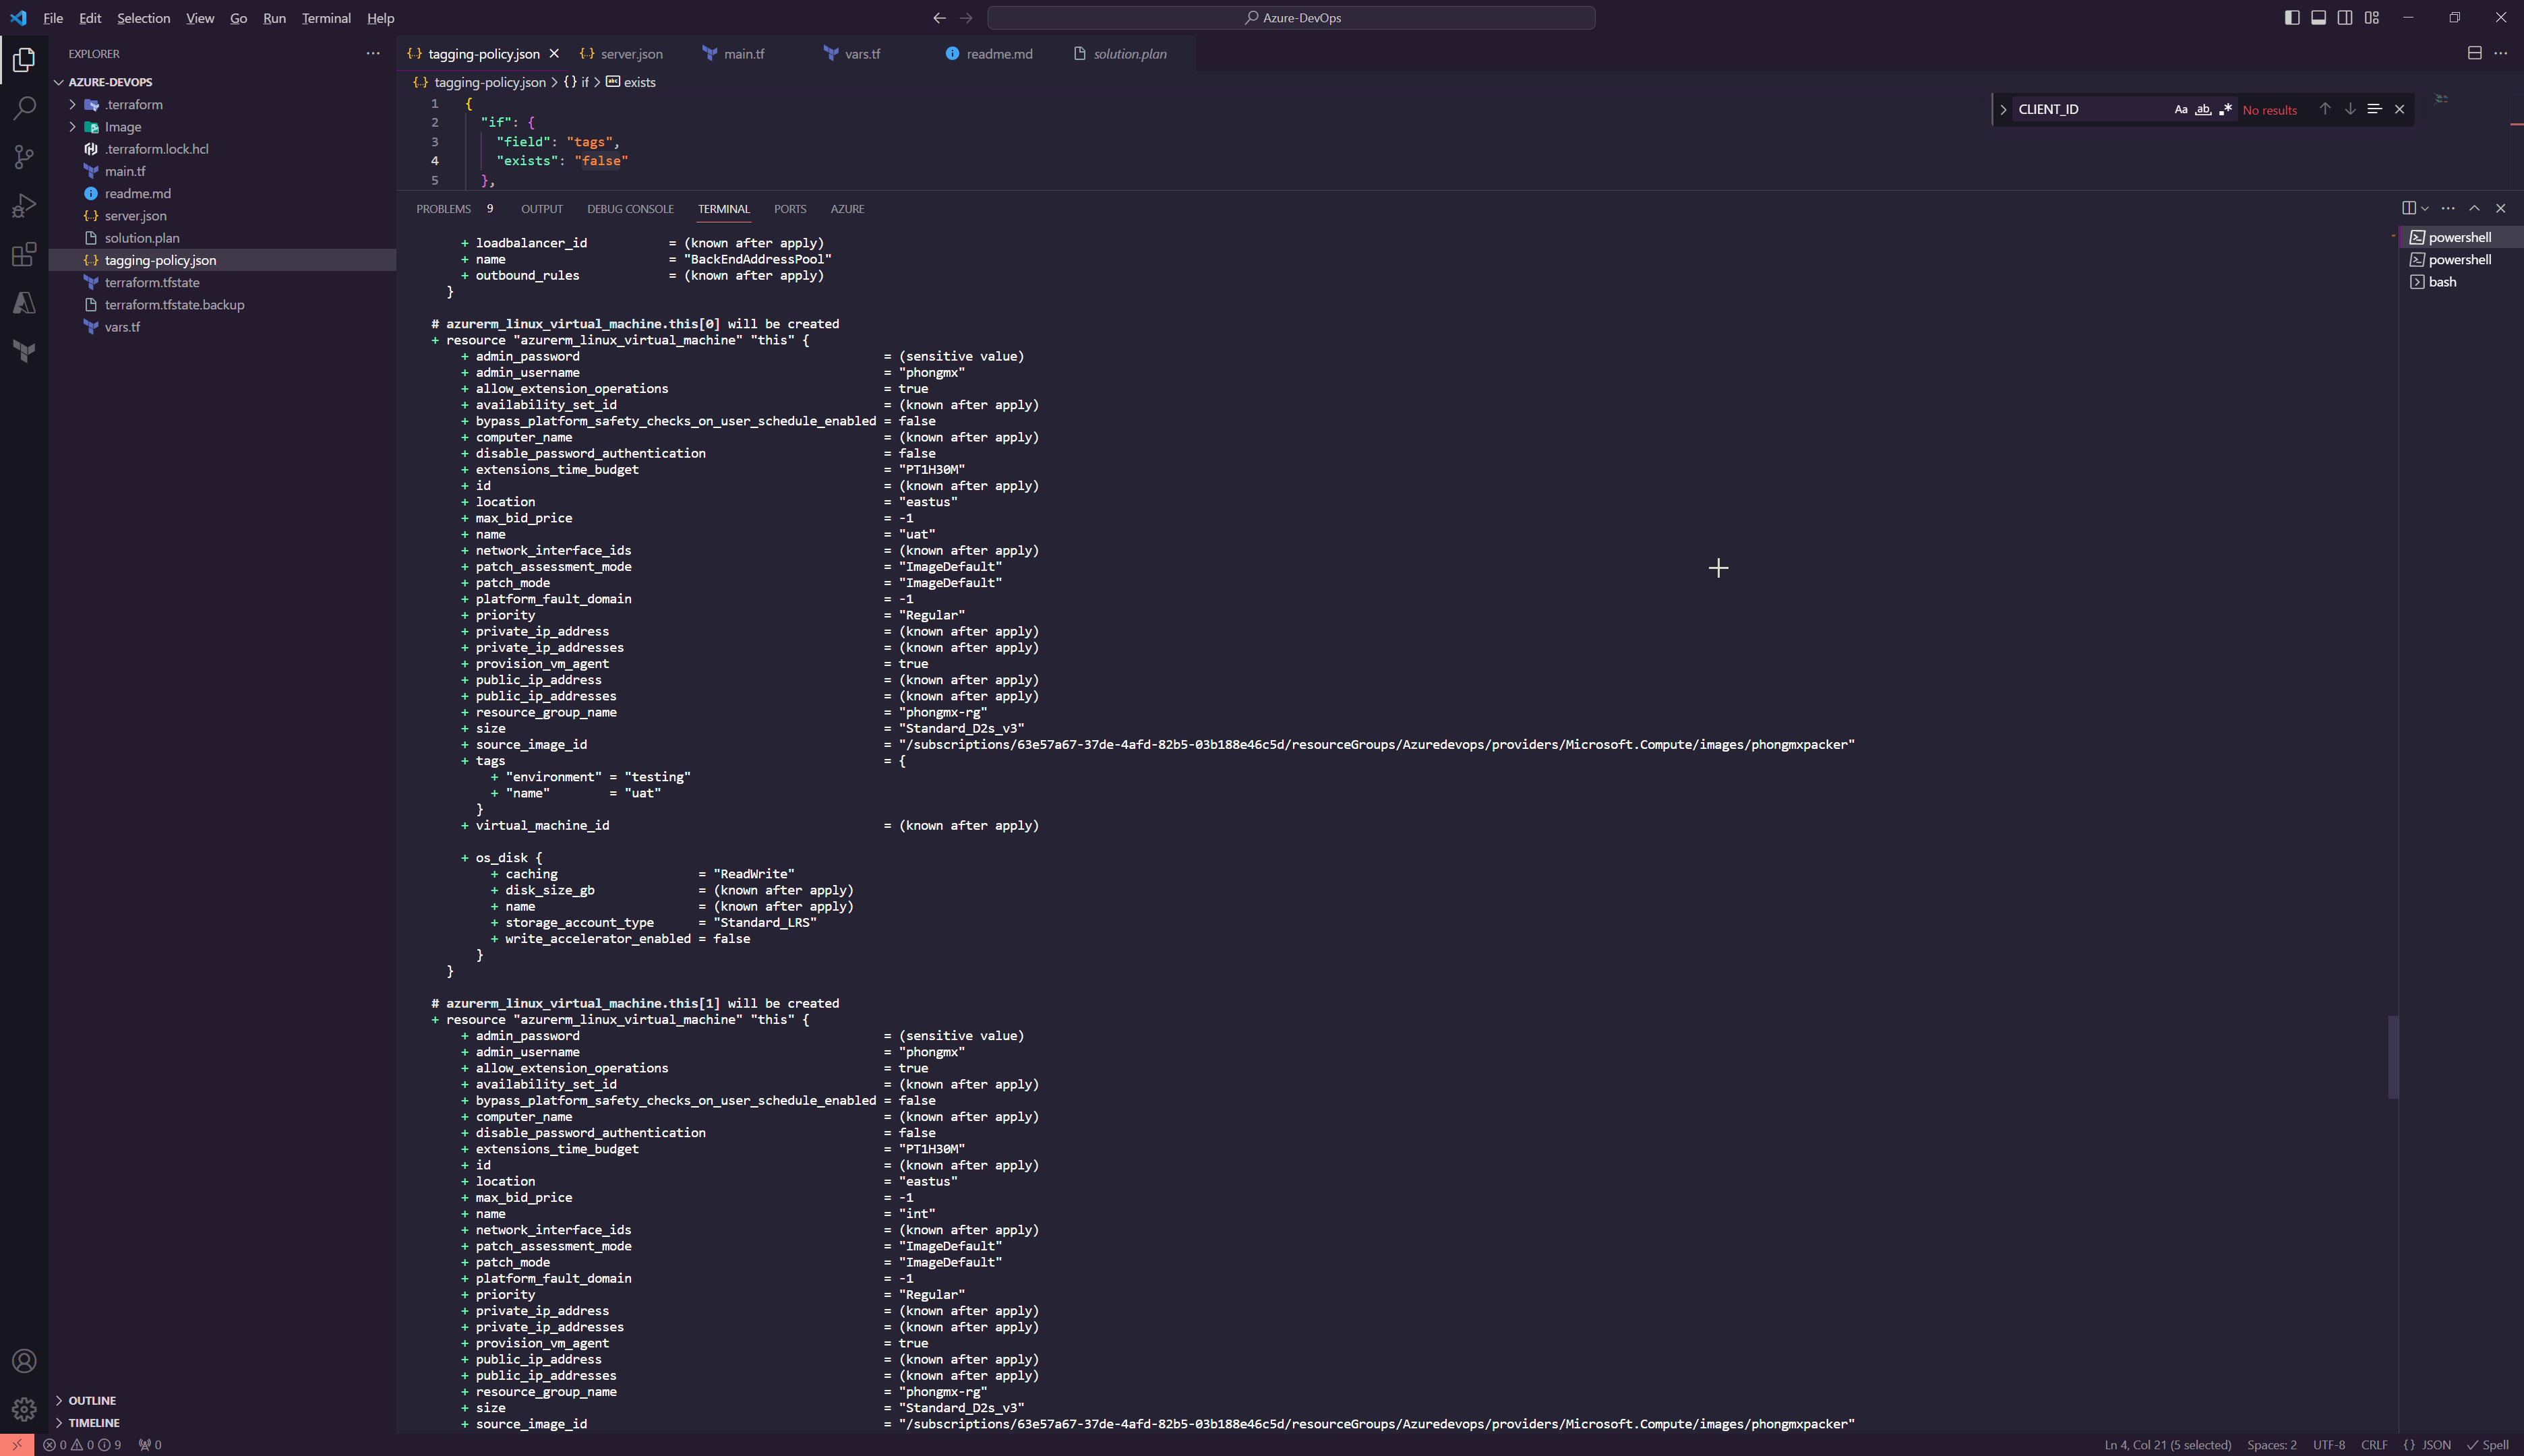 File Edit Selection View Go Run Terminal Help
Azure-DevOps
EXPLORER
AZURE-DEVOPS
.terraform
Image
.terraform.lock.hcl
main.tf
readme.md
server.json
solution.plan
tagging-policy.json
terraform.tfstate
terraform.tfstate.backup
vars.tf
OUTLINE
TIMELINE
tagging-policy.json server.json main.tf vars.tf readme.md solution.plan
tagging-policy.json > {} if > exists
1 {
2 "if": {
3 "field": "tags",
4 "exists": "false"
5 },
CLIENT_ID Aa ab .* No results
PROBLEMS 9 OUTPUT DEBUG CONSOLE TERMINAL PORTS AZURE
powershell
powershell
bash
+ loadbalancer_id = (known after apply)
+ name = "BackEndAddressPool"
+ outbound_rules = (known after apply)
}
# azurerm_linux_virtual_machine.this[0] will be created
+ resource "azurerm_linux_virtual_machine" "this" {
+ admin_password = (sensitive value)
+ admin_username = "phongmx"
+ allow_extension_operations = true
+ availability_set_id = (known after apply)
+ bypass_platform_safety_checks_on_user_schedule_enabled = false
+ computer_name = (known after apply)
+ disable_password_authentication = false
+ extensions_time_budget = "PT1H30M"
+ id = (known after apply)
+ location = "eastus"
+ max_bid_price = -1
+ name = "uat"
+ network_interface_ids = (known after apply)
+ patch_assessment_mode = "ImageDefault"
+ patch_mode = "ImageDefault"
+ platform_fault_domain = -1
+ priority = "Regular"
+ private_ip_address = (known after apply)
+ private_ip_addresses = (known after apply)
+ provision_vm_agent = true
+ public_ip_address = (known after apply)
+ public_ip_addresses = (known after apply)
+ resource_group_name = "phongmx-rg"
+ size = "Standard_D2s_v3"
+ source_image_id = "/subscriptions/63e57a67-37de-4afd-82b5-03b188e46c5d/resourceGroups/Azuredevops/providers/Microsoft.Compute/images/phongmxpacker"
+ tags = {
+ "environment" = "testing"
+ "name" = "uat"
}
+ virtual_machine_id = (known after apply)
+ os_disk {
+ caching = "ReadWrite"
+ disk_size_gb = (known after apply)
+ name = (known after apply)
+ storage_account_type = "Standard_LRS"
+ write_accelerator_enabled = false
}
}
# azurerm_linux_virtual_machine.this[1] will be created
+ resource "azurerm_linux_virtual_machine" "this" {
+ admin_password = (sensitive value)
+ admin_username = "phongmx"
+ allow_extension_operations = true
+ availability_set_id = (known after apply)
+ bypass_platform_safety_checks_on_user_schedule_enabled = false
+ computer_name = (known after apply)
+ disable_password_authentication = false
+ extensions_time_budget = "PT1H30M"
+ id = (known after apply)
+ location = "eastus"
+ max_bid_price = -1
+ name = "int"
+ network_interface_ids = (known after apply)
+ patch_assessment_mode = "ImageDefault"
+ patch_mode = "ImageDefault"
+ platform_fault_domain = -1
+ priority = "Regular"
+ private_ip_address = (known after apply)
+ private_ip_addresses = (known after apply)
+ provision_vm_agent = true
+ public_ip_address = (known after apply)
+ public_ip_addresses = (known after apply)
+ resource_group_name = "phongmx-rg"
+ size = "Standard_D2s_v3"
+ source_image_id = "/subscriptions/63e57a67-37de-4afd-82b5-03b188e46c5d/resourceGroups/Azuredevops/providers/Microsoft.Compute/images/phongmxpacker"
0 0 9 0
Ln 4, Col 21 (5 selected) Spaces: 2 UTF-8 CRLF {} JSON Spell